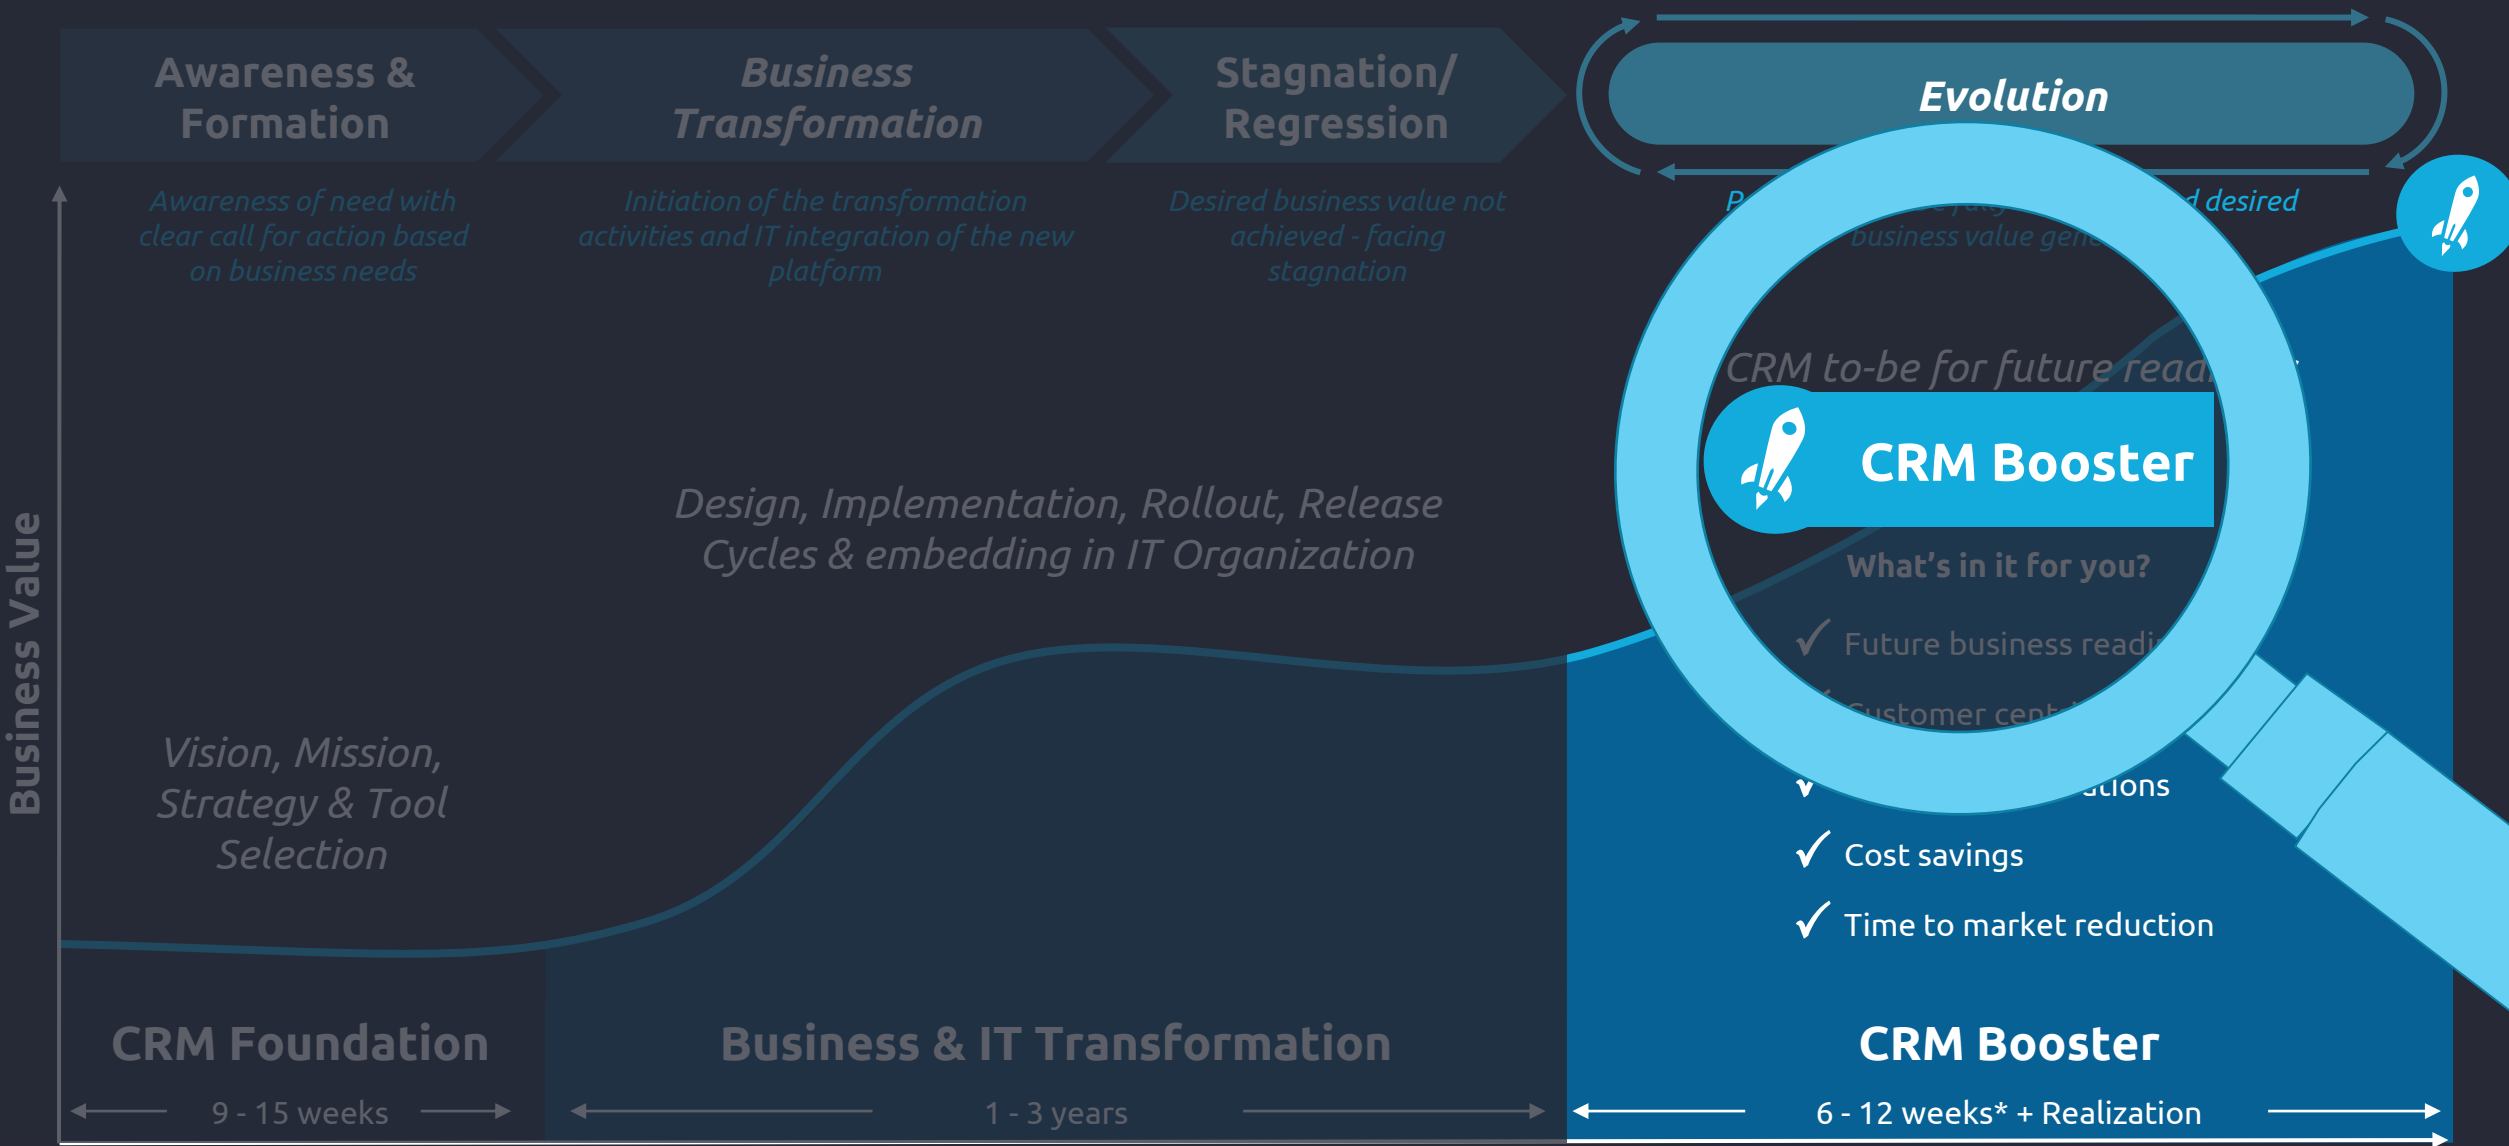 Awareness &
Formation
Business
Transformation
Stagnation/
Regression
Evolution
Awareness of need with
clear call for action based
on business needs
Initiation of the transformation
activities and IT integration of the new
platform
Desired business value not
achieved - facing
stagnation
desired
business value
CRM to-be for future
CRM Booster
What's in it for you?
Future business
Customer
Cost savings
Time to market reduction
Design, Implementation, Rollout, Release
Cycles & embedding in IT Organization
Vision, Mission,
Strategy & Tool
Selection
Business Value
CRM Foundation
Business & IT Transformation
CRM Booster
9 - 15 weeks
1 - 3 years
6 - 12 weeks* + Realization